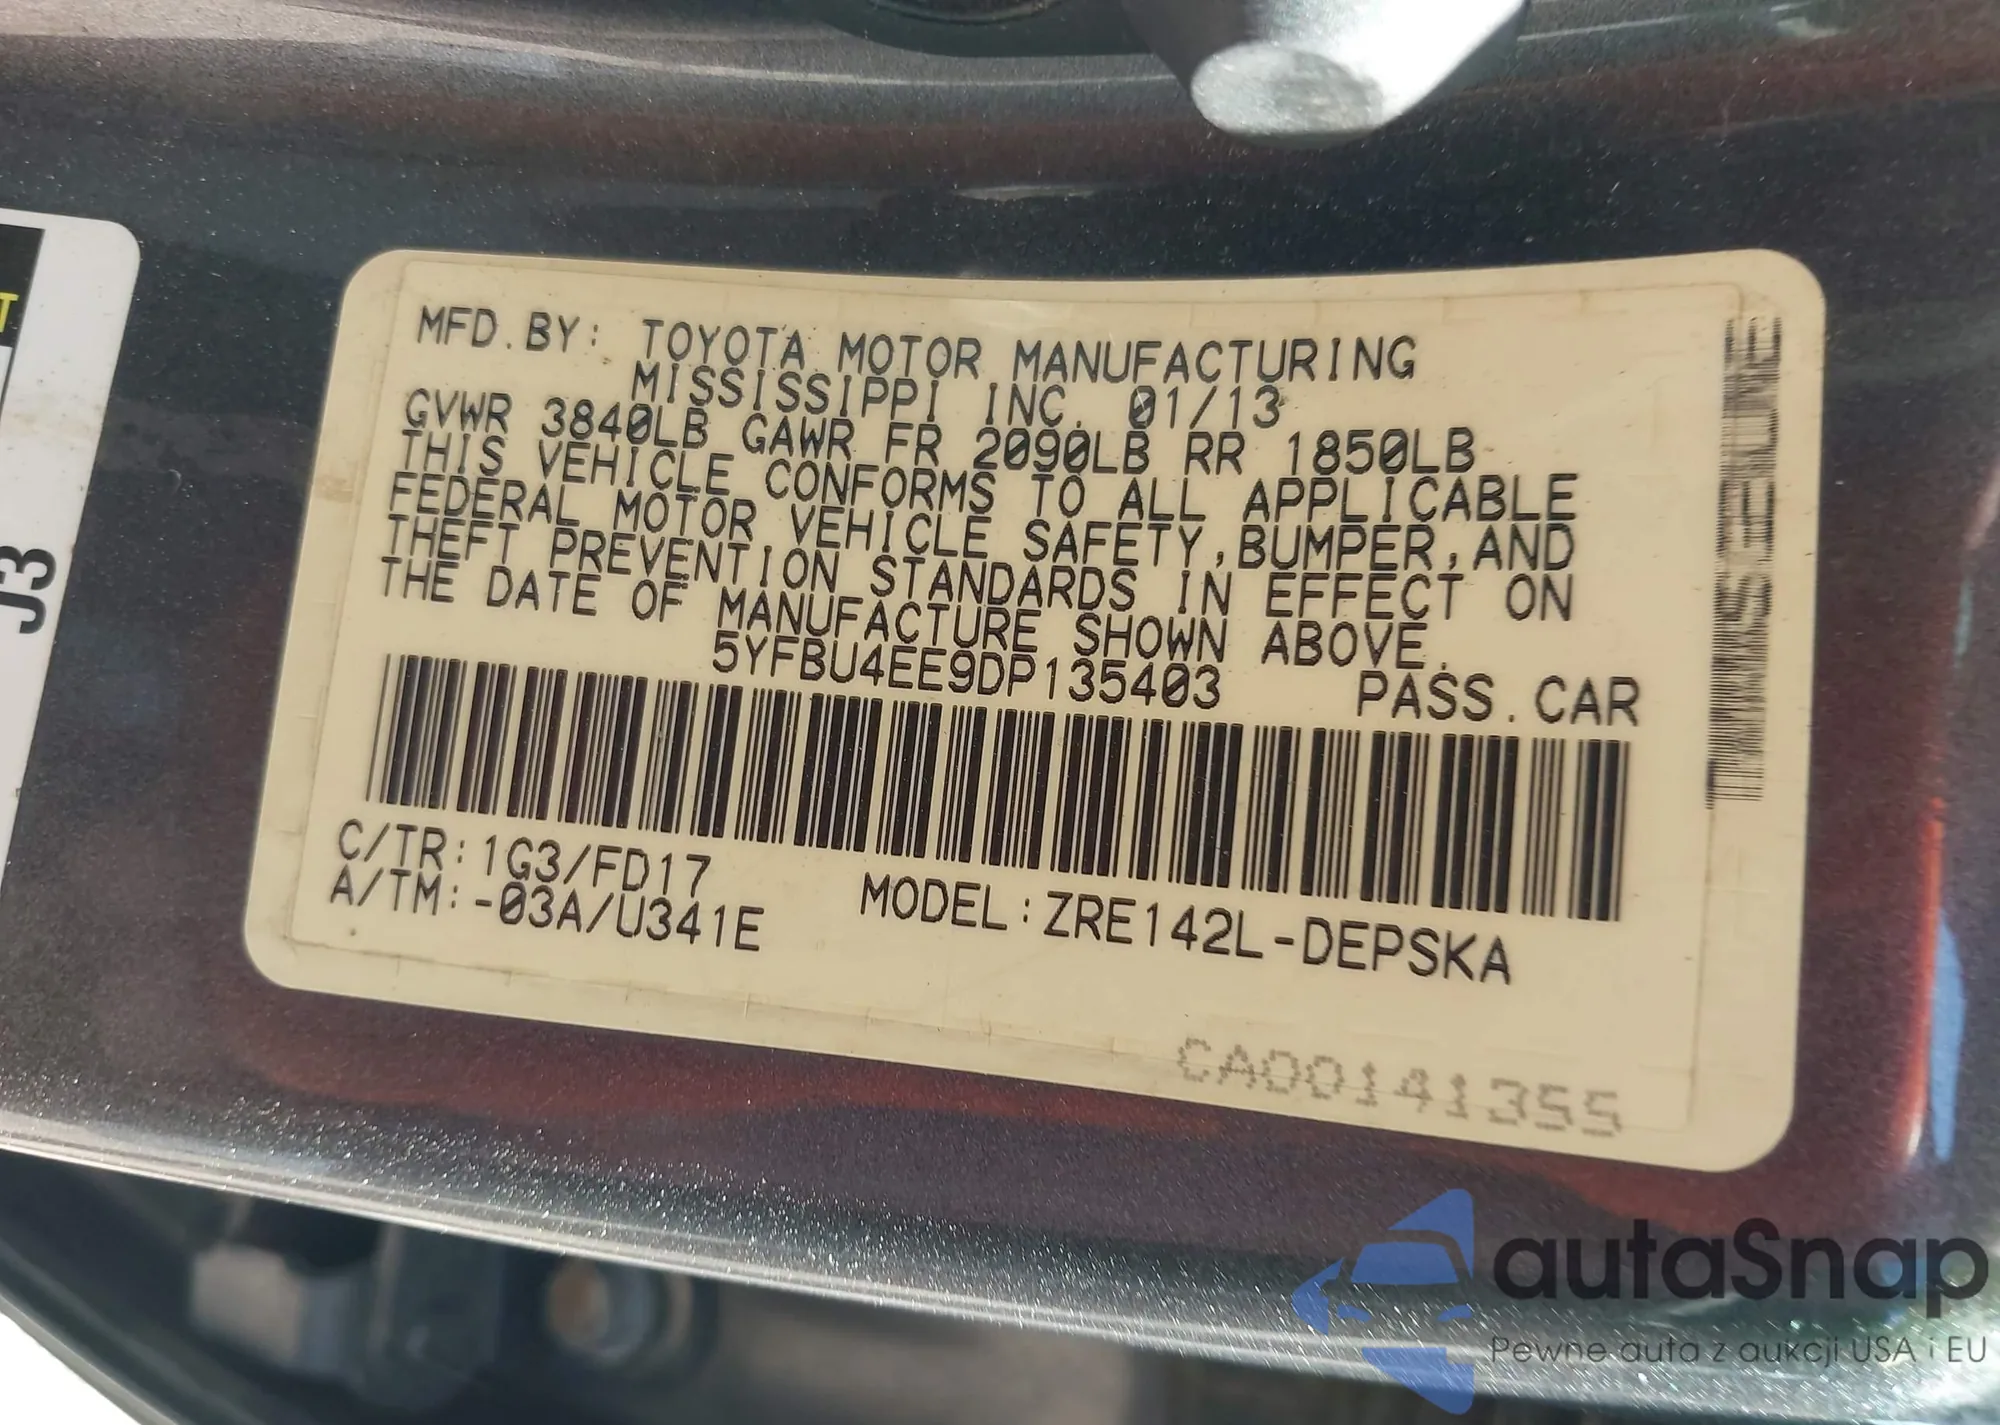 T
J3
MFD.BY: TOYOTA MOTOR MANUFACTURING
MISSISSIPPI INC. 01/13
GVWR 3840LB GAWR FR 2090LB RR 1850LB
THIS VEHICLE CONFORMS TO ALL APPLICABLE
FEDERAL MOTOR VEHICLE SAFETY,BUMPER,AND
THEFT PREVENTION STANDARDS IN EFFECT ON
THE DATE OF MANUFACTURE SHOWN ABOVE.
5YFBU4EE9DP135403 PASS.CAR
C/TR:1G3/FD17
A/TM:-03A/U341E MODEL:ZRE142L-DEPSKA
CA00141355
autaSnap
Pewne auta z aukcji USA i EU